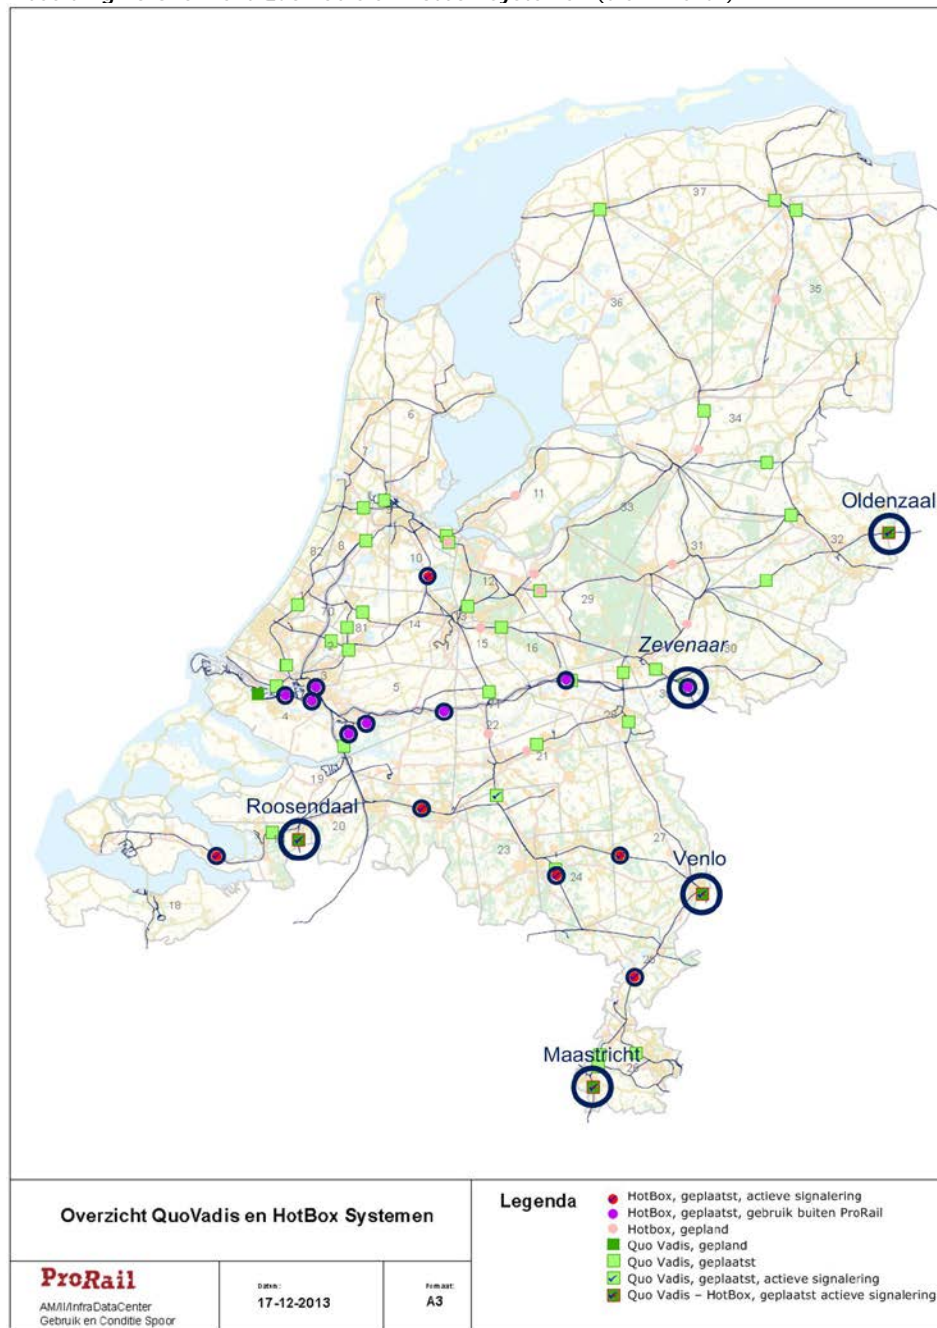 37
36
35
6
34
7
11
Oldenzaal
33
8
82
31
32
10
12
29
70
14
13
81
15
16
Zevenaar
30
3
5
4
22
21
19
Roosendaal
20
27
23
Venlo
24
18
25
Maastricht
26
Overzicht QuoVadis en HotBox Systemen
ProRail
AM/II/InfraDataCenter
Gebruik en Conditie Spoor
Datum:
17-12-2013
Formaat:
A3
Legenda
HotBox, geplaatst, actieve signalering
HotBox, geplaatst, gebruik buiten ProRail
Hotbox, gepland
Quo Vadis, gepland
Quo Vadis, geplaatst
Quo Vadis, geplaatst, actieve signalering
Quo Vadis – HotBox, geplaatst actieve signalering